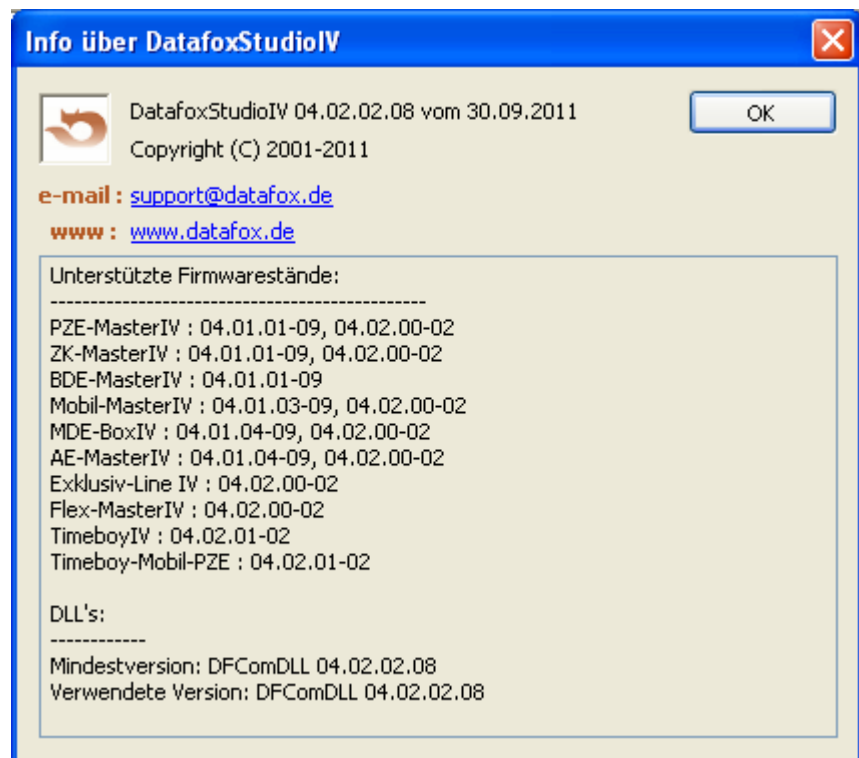 Info über DatafoxStudioIV
DatafoxStudioIV 04.02.02.08 vom 30.09.2011
OK
Copyright (C) 2001-2011
e-mail : support@datafox.de
www : www.datafox.de
Unterstützte Firmwarestände:
-----------------------------------------------
PZE-MasterIV : 04.01.01-09, 04.02.00-02
ZK-MasterIV : 04.01.01-09, 04.02.00-02
BDE-MasterIV : 04.01.01-09
Mobil-MasterIV : 04.01.03-09, 04.02.00-02
MDE-BoxIV : 04.01.04-09, 04.02.00-02
AE-MasterIV : 04.01.04-09, 04.02.00-02
Exklusiv-Line IV : 04.02.00-02
Flex-MasterIV : 04.02.00-02
TimeboyIV : 04.02.01-02
Timeboy-Mobil-PZE : 04.02.01-02
DLL's:
------------
Mindestversion: DFComDLL 04.02.02.08
Verwendete Version: DFComDLL 04.02.02.08